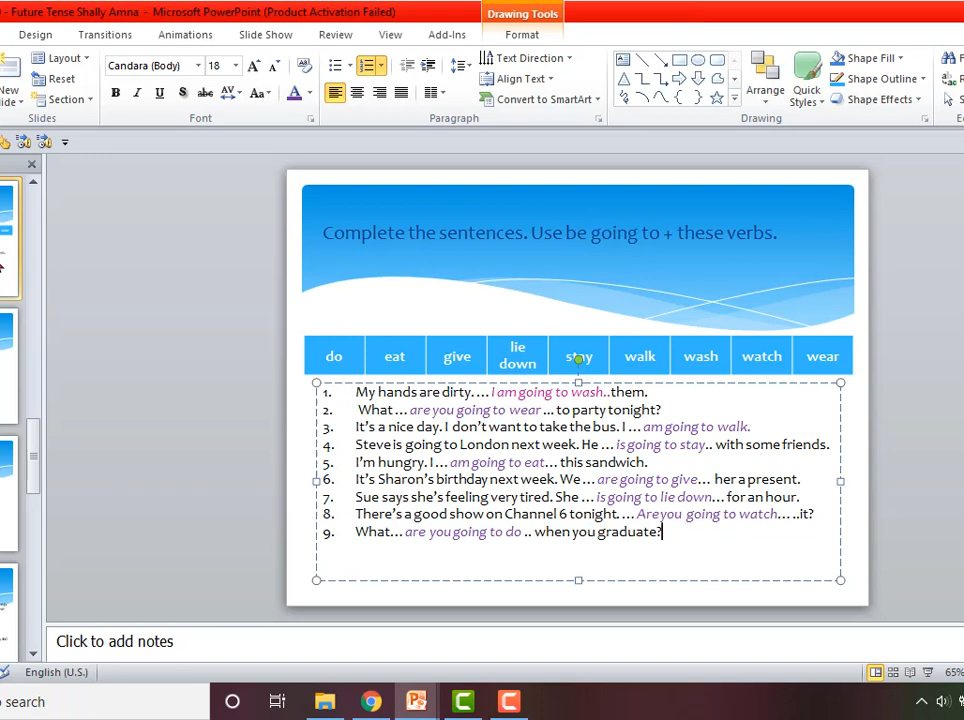 - Future Tense Shally Amna - Microsoft PowerPoint (Product Activation Failed)
Drawing Tools
Design Transitions Animations Slide Show Review View Add-Ins Format
New Slide Layout Reset Section
Slides
Candara (Body) 18
B I U S abc AV Aa A
Font
Text Direction
Align Text
Convert to SmartArt
Paragraph
Arrange Quick Styles
Shape Fill
Shape Outline
Shape Effects
Drawing
Complete the sentences. Use be going to + these verbs.
do eat give lie down stay walk wash watch wear
1. My hands are dirty. ... I am going to wash..them.
2. What ... are you going to wear ... to party tonight?
3. It's a nice day. I don't want to take the bus. I ... am going to walk.
4. Steve is going to London next week. He ... is going to stay.. with some friends.
5. I'm hungry. I ... am going to eat... this sandwich.
6. It's Sharon's birthday next week. We ... are going to give... her a present.
7. Sue says she's feeling very tired. She ... is going to lie down... for an hour.
8. There's a good show on Channel 6 tonight. ... Are you going to watch... ..it?
9. What... are you going to do .. when you graduate?
Click to add notes
English (U.S.)
65%
o search